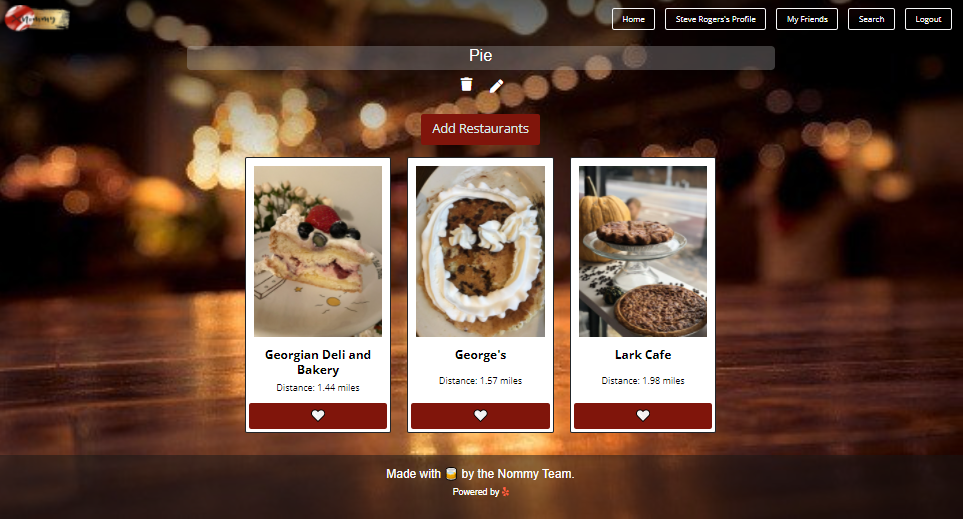 Nommy
Home
Steve Rogers's Profile
My Friends
Search
Logout
Pie
Add Restaurants
Georgian Deli and
Bakery
Distance: 1.44 miles
George's
Distance: 1.57 miles
Lark Cafe
Distance: 1.98 miles
Made with 🥃 by the Nommy Team.
Powered by